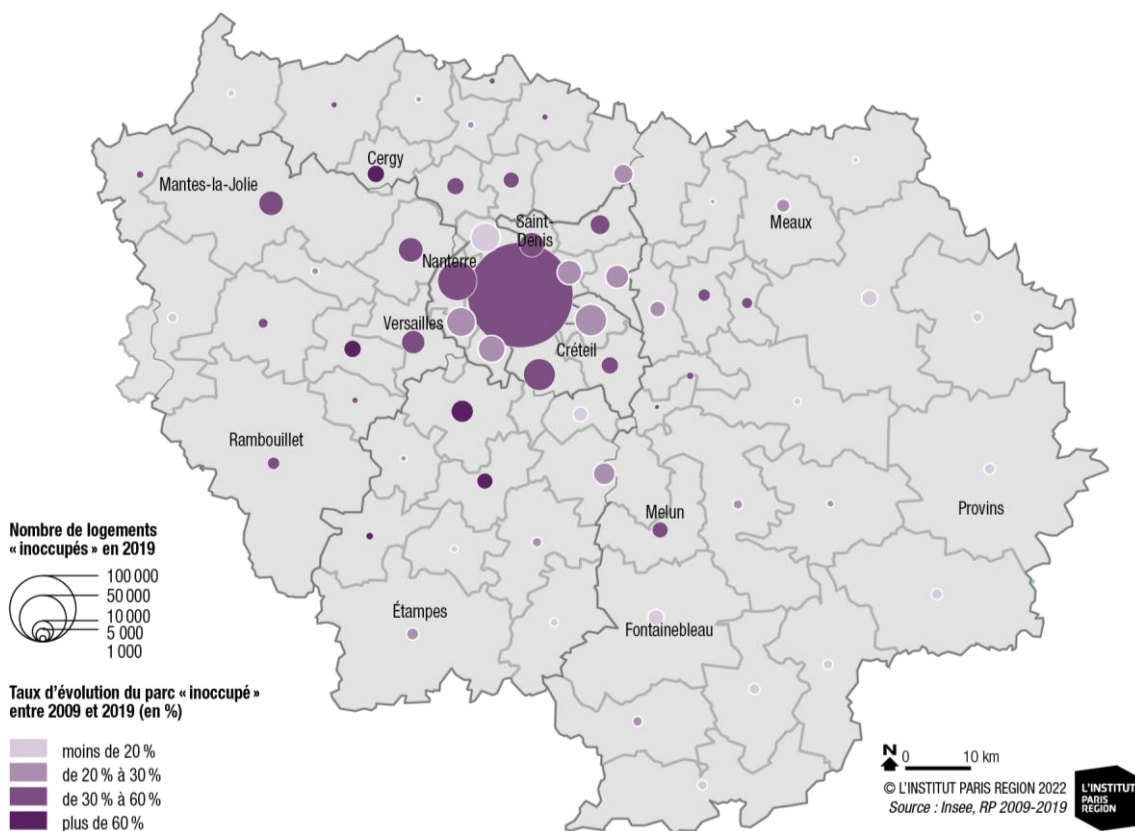 Cergy
Mantes-la-Jolie
Meaux
Saint-
Denis
Nanterre
Versailles
Créteil
Rambouillet
Melun
Provins
Étampes
Fontainebleau
Nombre de logements
« inoccupés » en 2019
100 000
50 000
10 000
5 000
1 000
Taux d'évolution du parc « inoccupé »
entre 2009 et 2019 (en %)
moins de 20 %
de 20 % à 30 %
de 30 % à 60 %
plus de 60 %
N 0 10 km
© L'INSTITUT PARIS REGION 2022
Source : Insee, RP 2009-2019
L'INSTITUT
PARIS
REGION